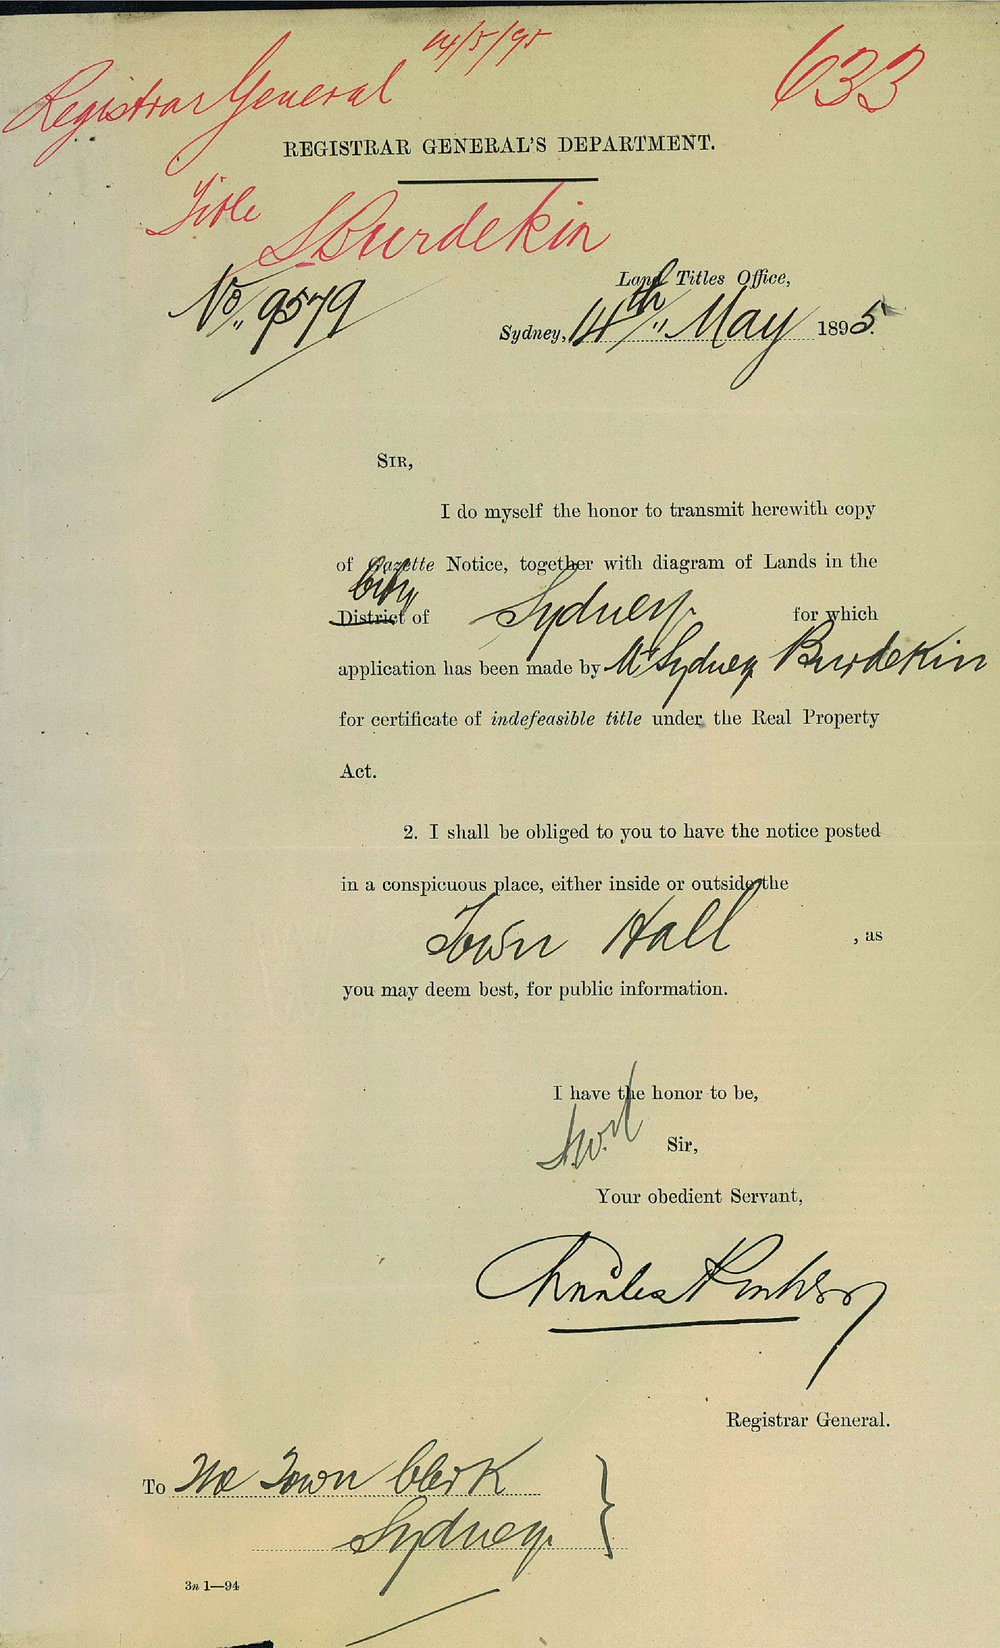 14/5/95
633
Registrar General
REGISTRAR GENERAL'S DEPARTMENT.
Title
S Burdekin
No,, 9579
Land Titles Office,
Sydney, 14th,, May 1895.
SIR,
I do myself the honor to transmit herewith copy
of Gazette Notice, together with diagram of Lands in the
City
District of Sydney. for which
application has been made by Mr Sydney Burdekin
for certificate of indefeasible title under the Real Property
Act.
2. I shall be obliged to you to have the notice posted
in a conspicuous place, either inside or outside the
Town Hall , as
you may deem best, for public information.
I have the honor to be,
Sir,
Your obedient Servant,
Charles
Registrar General.
To The Town Clerk
Sydney.
3n 1—94